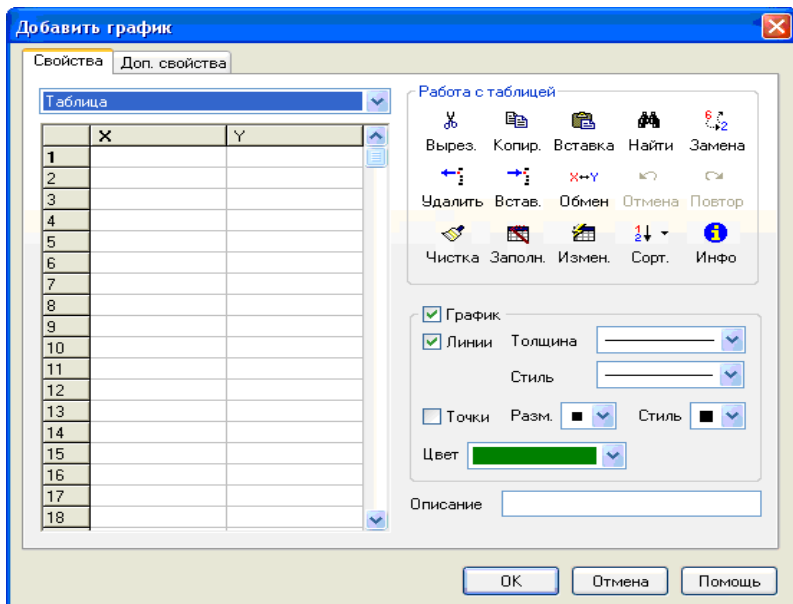 Добавить график
Свойства Доп. свойства
Таблица
X Y
1
2
3
4
5
6
7
8
9
10
11
12
13
14
15
16
17
18
Работа с таблицей
Вырез. Копир. Вставка Найти Замена
Удалить Встав. Обмен Отмена Повтор
Чистка Заполн. Измен. Сорт. Инфо
График
Линии Толщина
Стиль
Точки Разм. Стиль
Цвет
Описание
OK Отмена Помощь